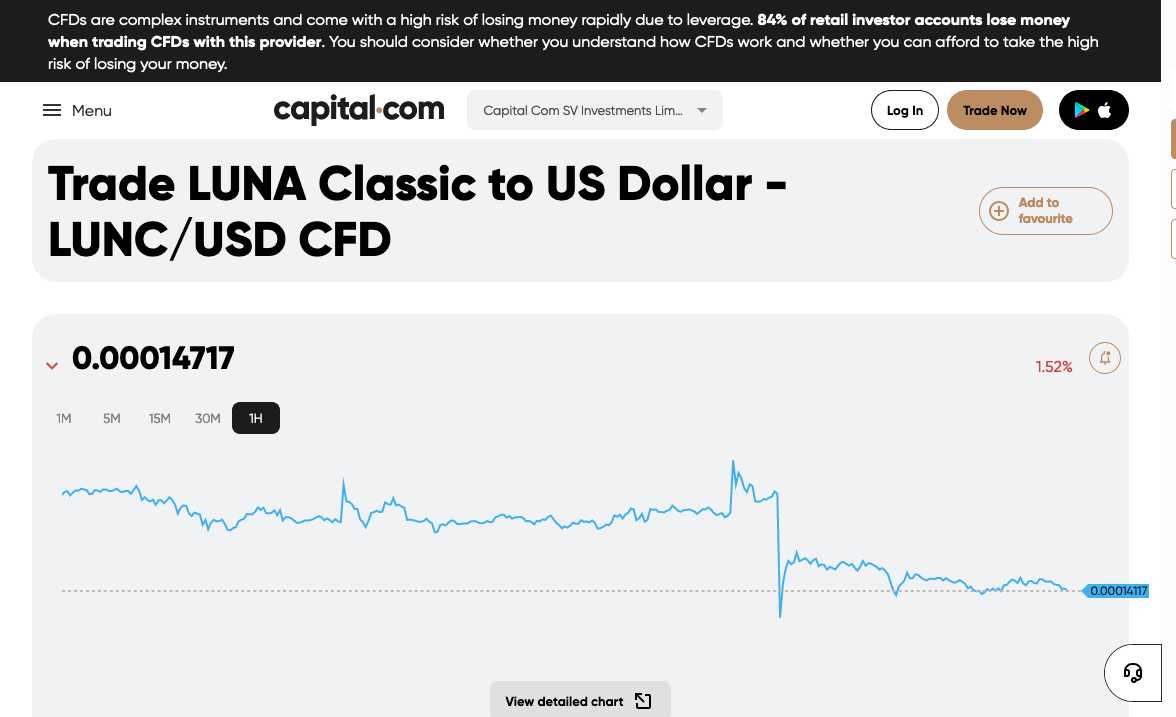 CFDs are complex instruments and come with a high risk of losing money rapidly due to leverage. 84% of retail investor accounts lose money
when trading CFDs with this provider. You should consider whether you understand how CFDs work and whether you can afford to take the high
risk of losing your money.
Menu
capital.com
Capital Com SV Investments Lim...
Log In
Trade Now
Trade LUNA Classic to US Dollar -
LUNC/USD CFD
Add to
favourite
0.00014717
1.52%
1M
5M
15M
30M
1H
0.00014117
View detailed chart